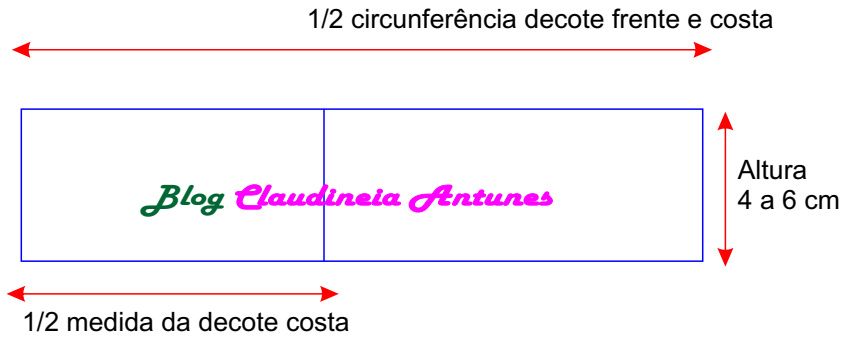 1/2 circunferência decote frente e costa
Blog Claudineia Antunes
Altura
4 a 6 cm
1/2 medida da decote costa